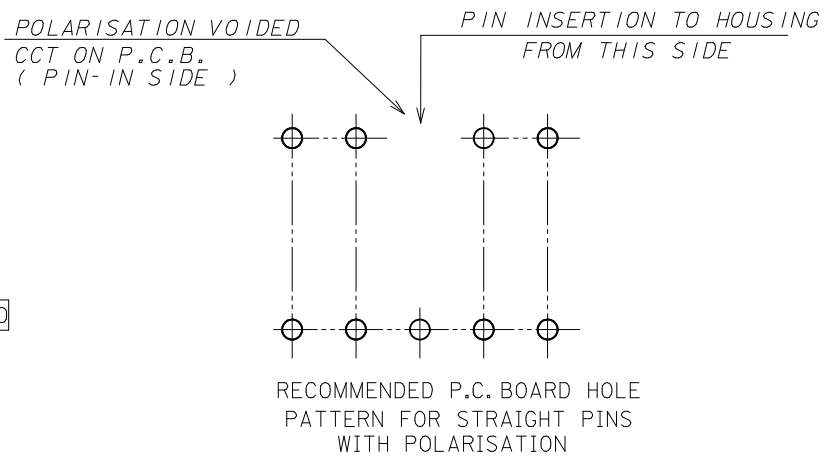 POLARISATION VOIDED
CCT ON P.C.B.
( PIN-IN SIDE )
PIN INSERTION TO HOUSING
FROM THIS SIDE
RECOMMENDED P.C. BOARD HOLE
PATTERN FOR STRAIGHT PINS
WITH POLARISATION